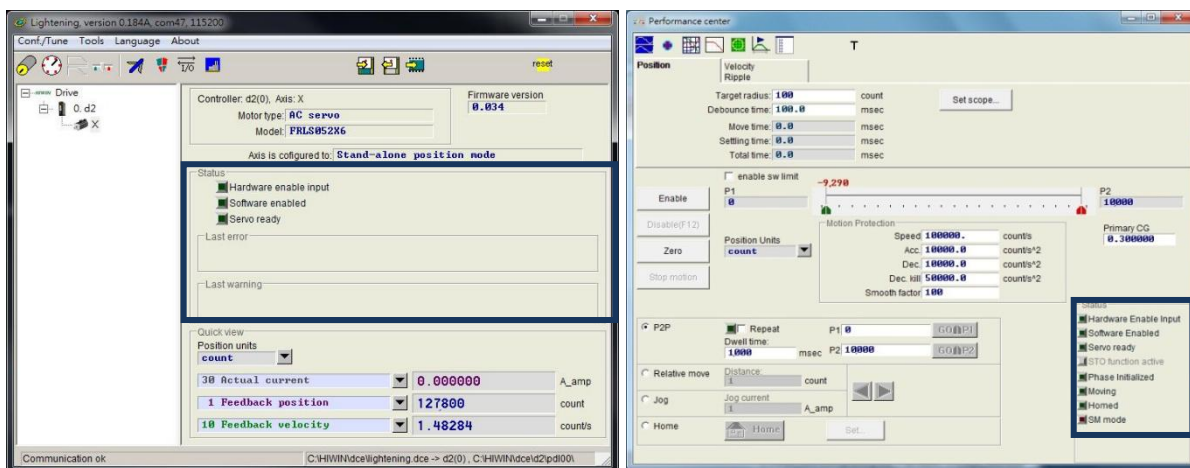 Lightening, version 0.184A, com47, 115200
Conf./Tune Tools Language About
I/O
reset
Drive
0. d2
X
Controller: d2(0), Axis: X
Motor type: AC servo
Model: FRLS052X6
Firmware version
0.034
Axis is cofigured to: Stand-alone position mode
Status
Hardware enable input
Software enabled
Servo ready
Last error
Last warning
Quick view
Position units
count
30 Actual current 0.000000 A_amp
1 Feedback position 127800 count
10 Feedback velocity 1.48284 count/s
Communication ok
C:\HIWIN\dce\lightening.dce -> d2(0), C:\HIWIN\dce\d2\pdl00\
Performance center
T
Position
Velocity
Ripple
Target radius: 100 count
Set scope...
Debounce time: 100.0 msec
Move time: 0.0 msec
Settling time: 0.0 msec
Total time: 0.0 msec
enable sw limit
-9,290
Enable
P1
0
P2
10000
Disable(F12)
Zero
Stop motion
Position Units
count
Motion Protection
Speed 100000. count/s
Acc. 10000.0 count/s^2
Dec. 10000.0 count/s^2
Dec. kill 50000.0 count/s^2
Smooth factor 100
Primary CG
0.300000
P2P
Repeat
P1 0
GO P1
Dwell time:
1,000 msec
P2 10000
GO P2
Relative move
Distance:
1 count
Jog
Jog current
1 A_amp
Home
Home
Set...
Status
Hardware Enable Input
Software Enabled
Servo ready
STO function active
Phase Initialized
Moving
Homed
SM mode